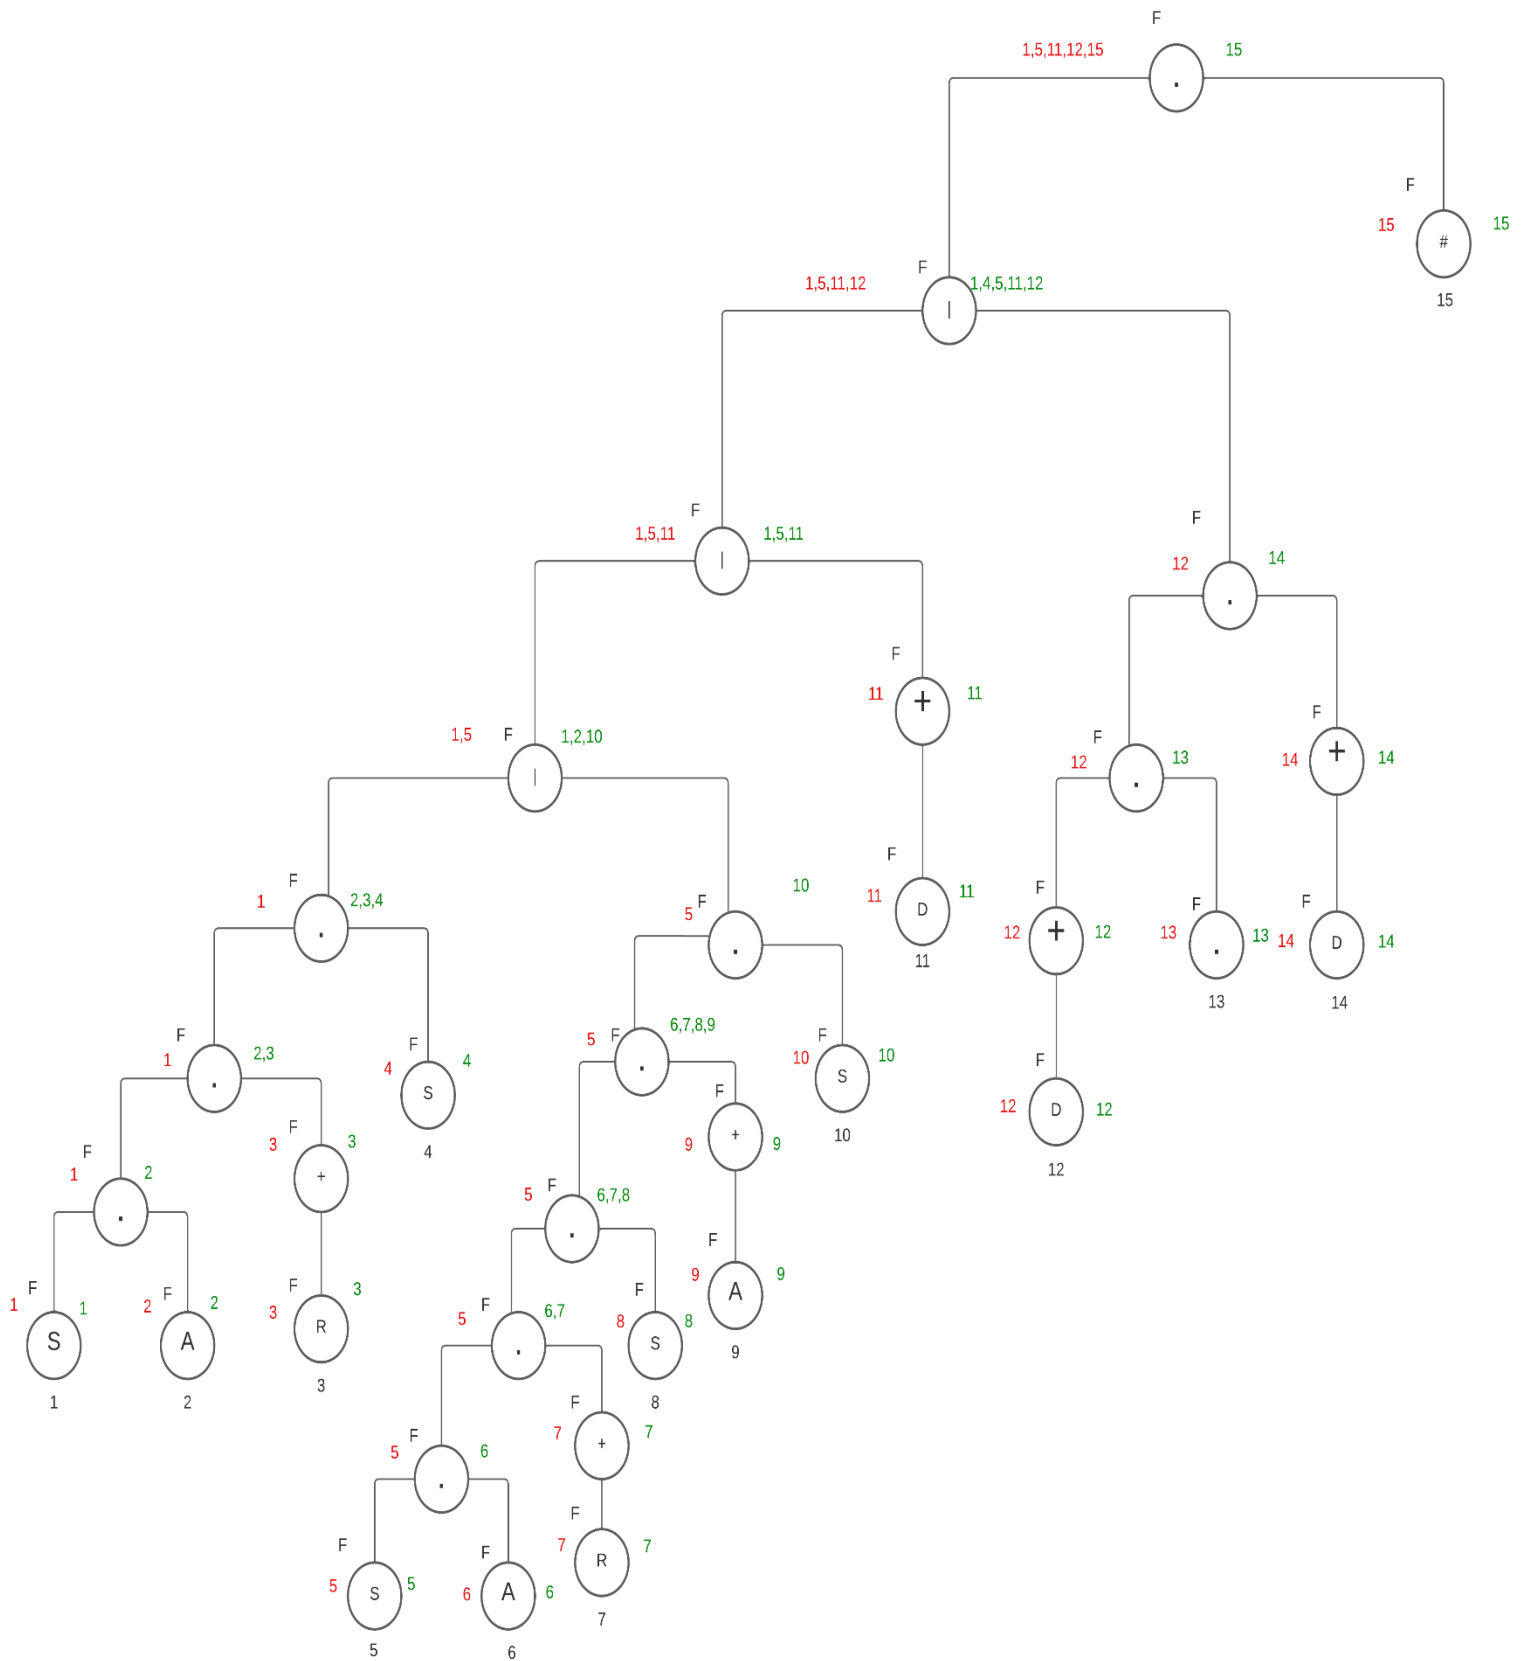 F
1,5,11,12,15 15
.
F
15 # 15
15
F
1,5,11,12 | 1,4,5,11,12
F
1,5,11 | 1,5,11
F
12 . 14
F
11 + 11
F
14 + 14
1,5 F 1,2,10
|
F
12 . 13
F
11 D 11
11
F
1 . 2,3,4
10
5 F
.
F
12 + 12
F
13 . 13
13
F
14 D 14
14
F
1 . 2,3
F
4 S 4
4
5 F 6,7,8,9
.
F
10 S 10
10
F
12 D 12
12
F
1 . 2
F
3 + 3
F
9 + 9
5 F 6,7,8
.
F
1 S 1
1
F
2 A 2
2
F
3 R 3
3
F
5 . 6,7
F
8 S 8
8
F
9 A 9
9
F
5 . 6
F
7 + 7
F
5 S 5
5
F
6 A 6
6
F
7 R 7
7